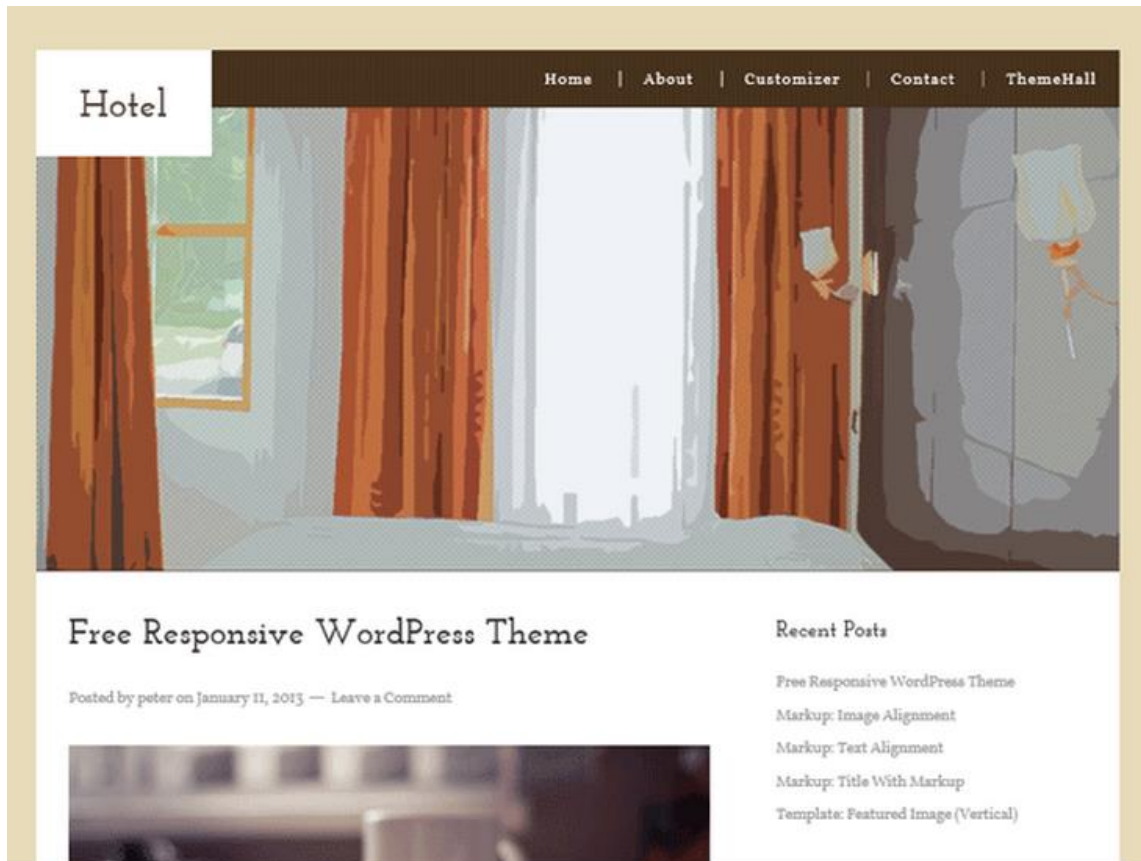 Hotel
Home | About | Customizer | Contact | ThemeHall
Free Responsive WordPress Theme
Posted by peter on January 11, 2013 — Leave a Comment
Recent Posts
Free Responsive WordPress Theme
Markup: Image Alignment
Markup: Text Alignment
Markup: Title With Markup
Template: Featured Image (Vertical)